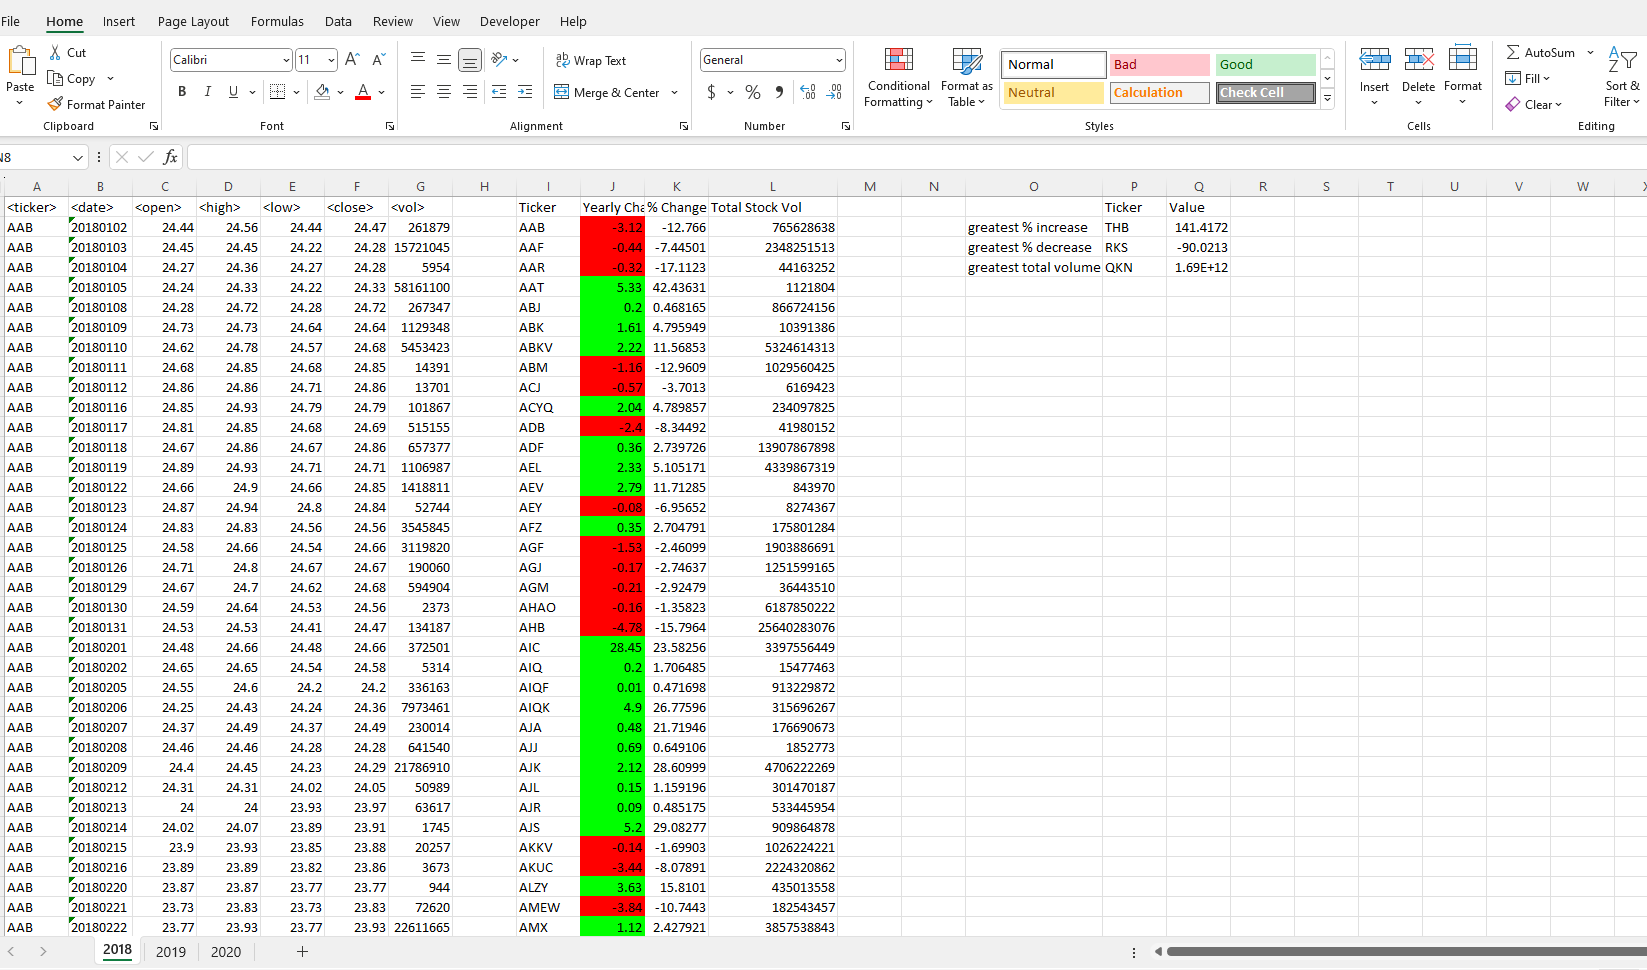 File Home Insert Page Layout Formulas Data Review View Developer Help
Paste Cut Copy Format Painter Clipboard
Calibri 11 A A B I U A Font
ab Wrap Text Merge & Center Alignment
General $ % 9 .00 Number
Conditional Formatting Format as Table
Normal Bad Good
Neutral Calculation Check Cell
Styles
Insert Delete Format Cells
AutoSum Fill Clear Sort & Filter Editing
N8 fx
A B C D E F G H I J K L M N O P Q R S T U V W X
<ticker> <date> <open> <high> <low> <close> <vol> Ticker Yearly Cha % Change Total Stock Vol Ticker Value
AAB 20180102 24.44 24.56 24.44 24.47 261879 AAB -3.12 -12.766 765628638 greatest % increase THB 141.4172
AAB 20180103 24.45 24.45 24.22 24.28 15721045 AAF -0.44 -7.44501 2348251513 greatest % decrease RKS -90.0213
AAB 20180104 24.27 24.36 24.27 24.28 5954 AAR -0.32 -17.1123 44163252 greatest total volume QKN 1.69E+12
AAB 20180105 24.24 24.33 24.22 24.33 58161100 AAT 5.33 42.43631 1121804
AAB 20180108 24.28 24.72 24.28 24.72 267347 ABJ 0.2 0.468165 866724156
AAB 20180109 24.73 24.73 24.64 24.64 1129348 ABK 1.61 4.795949 10391386
AAB 20180110 24.62 24.78 24.57 24.68 5453423 ABKV 2.22 11.56853 5324614313
AAB 20180111 24.68 24.85 24.68 24.85 14391 ABM -1.16 -12.9609 1029560425
AAB 20180112 24.86 24.86 24.71 24.86 13701 ACJ -0.57 -3.7013 6169423
AAB 20180116 24.85 24.93 24.79 24.79 101867 ACYQ 2.04 4.789857 234097825
AAB 20180117 24.81 24.85 24.68 24.69 515155 ADB -2.4 -8.34492 41980152
AAB 20180118 24.67 24.86 24.67 24.86 657377 ADF 0.36 2.739726 13907867898
AAB 20180119 24.89 24.93 24.71 24.71 1106987 AEL 2.33 5.105171 4339867319
AAB 20180122 24.66 24.9 24.66 24.85 1418811 AEV 2.79 11.71285 843970
AAB 20180123 24.87 24.94 24.8 24.84 52744 AEY -0.08 -6.95652 8274367
AAB 20180124 24.83 24.83 24.56 24.56 3545845 AFZ 0.35 2.704791 175801284
AAB 20180125 24.58 24.66 24.54 24.66 3119820 AGF -1.53 -2.46099 1903886691
AAB 20180126 24.71 24.8 24.67 24.67 190060 AGJ -0.17 -2.74637 1251599165
AAB 20180129 24.67 24.7 24.62 24.68 594904 AGM -0.21 -2.92479 36443510
AAB 20180130 24.59 24.64 24.53 24.56 2373 AHAO -0.16 -1.35823 6187850222
AAB 20180131 24.53 24.53 24.41 24.47 134187 AHB -4.78 -15.7964 25640283076
AAB 20180201 24.48 24.66 24.48 24.66 372501 AIC 28.45 23.58256 3397556449
AAB 20180202 24.65 24.65 24.54 24.58 5314 AIQ 0.2 1.706485 15477463
AAB 20180205 24.55 24.6 24.2 24.2 336163 AIQF 0.01 0.471698 913229872
AAB 20180206 24.25 24.43 24.24 24.36 7973461 AIQK 4.9 26.77596 315696267
AAB 20180207 24.37 24.49 24.37 24.49 230014 AJA 0.48 21.71946 176690673
AAB 20180208 24.46 24.46 24.28 24.28 641540 AJJ 0.69 0.649106 1852773
AAB 20180209 24.4 24.45 24.23 24.29 21786910 AJK 2.12 28.60999 4706222269
AAB 20180212 24.31 24.31 24.02 24.05 50989 AJL 0.15 1.159196 301470187
AAB 20180213 24 24 23.93 23.97 63617 AJR 0.09 0.485175 533445954
AAB 20180214 24.02 24.07 23.89 23.91 1745 AJS 5.2 29.08277 909864878
AAB 20180215 23.9 23.93 23.85 23.88 20257 AKKV -0.14 -1.69903 1026224221
AAB 20180216 23.89 23.89 23.82 23.86 3673 AKUC -3.44 -8.07891 2224320862
AAB 20180220 23.87 23.87 23.77 23.77 944 ALZY 3.63 15.8101 435013558
AAB 20180221 23.73 23.83 23.73 23.83 72620 AMEW -3.84 -10.7443 182543457
AAB 20180222 23.77 23.93 23.77 23.93 22611665 AMX 1.12 2.427921 3857538843
2018 2019 2020 +